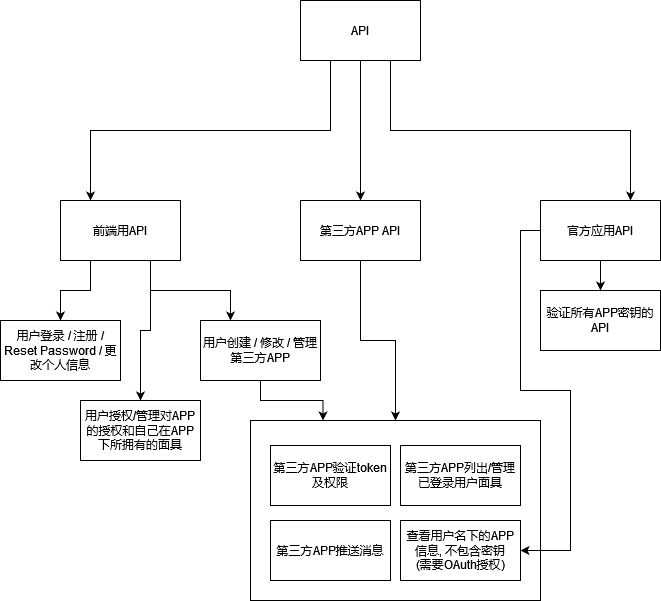 API
前端用API
第三方APP API
官方应用API
用户登录 / 注册 /
Reset Password / 更
改个人信息
用户创建 / 修改 / 管理
第三方APP
验证所有APP密钥的
API
用户授权/管理对APP
的授权和自己在APP
下所拥有的面具
第三方APP验证token
及权限
第三方APP列出/管理
已登录用户面具
第三方APP推送消息
查看用户名下的APP
信息, 不包含密钥
(需要OAuth授权)